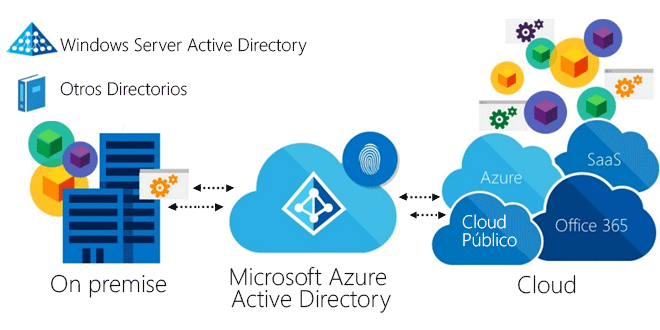 Windows Server Active Directory
Otros Directorios
SaaS
Azure
Cloud
Público
Office 365
On premise
Microsoft Azure
Active Directory
Cloud